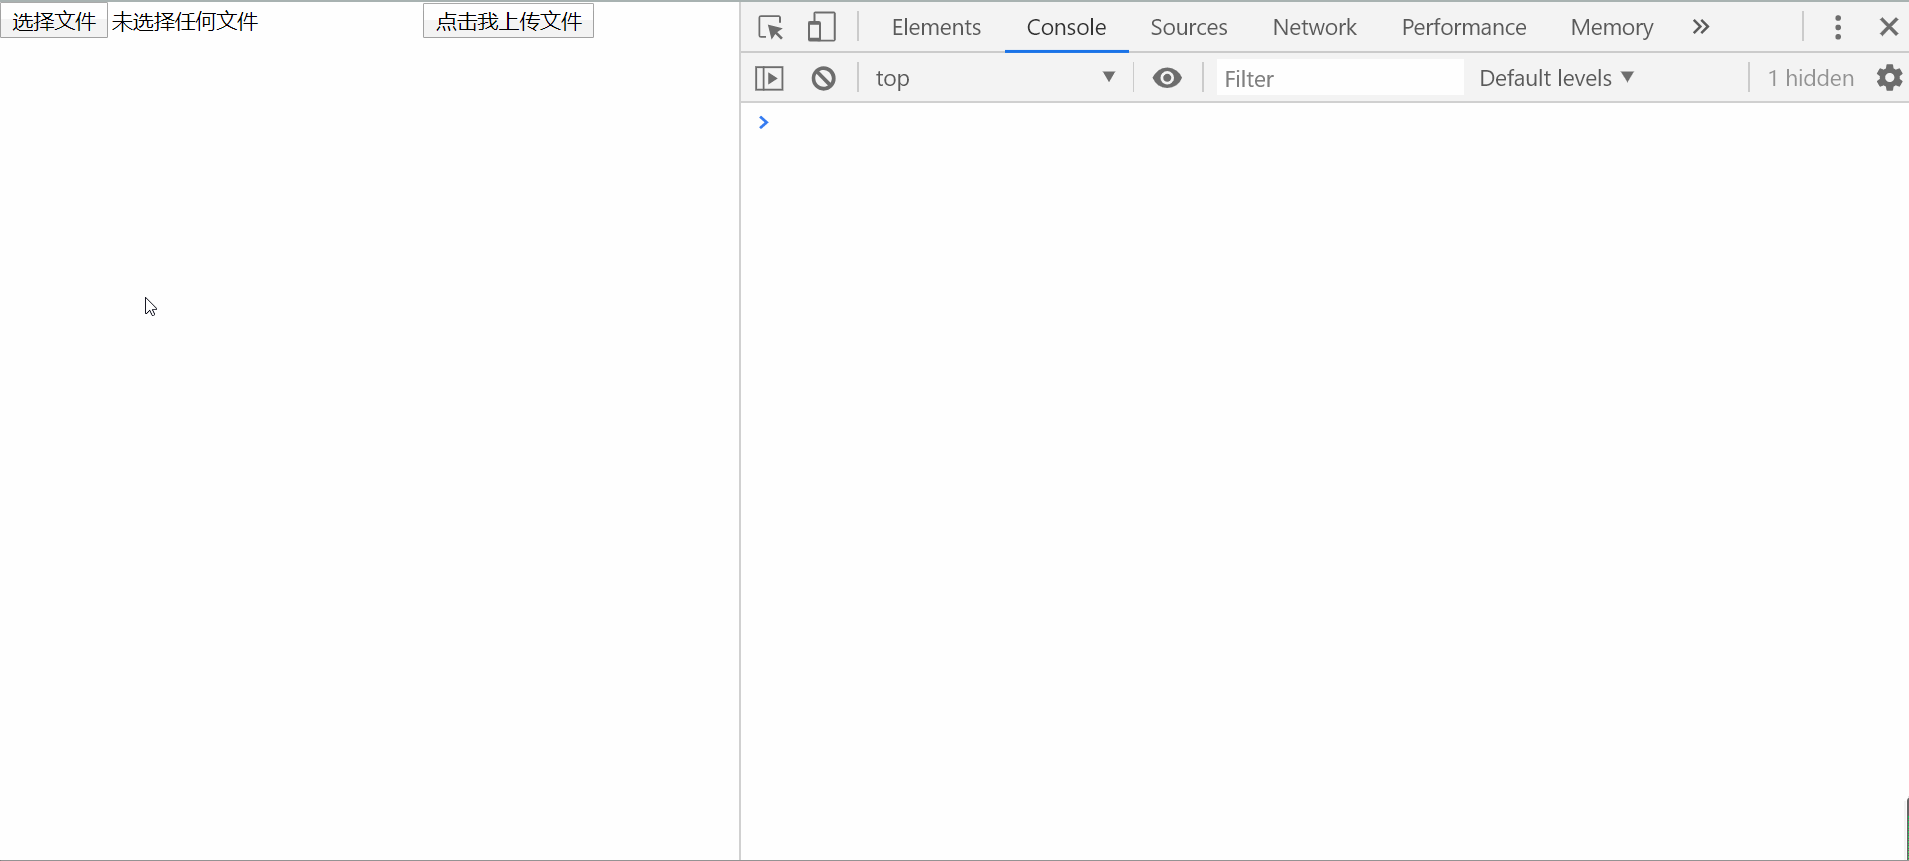 选择文件 未选择任何文件 点击我上传文件
Elements Console Sources Network Performance Memory
top Filter Default levels 1 hidden